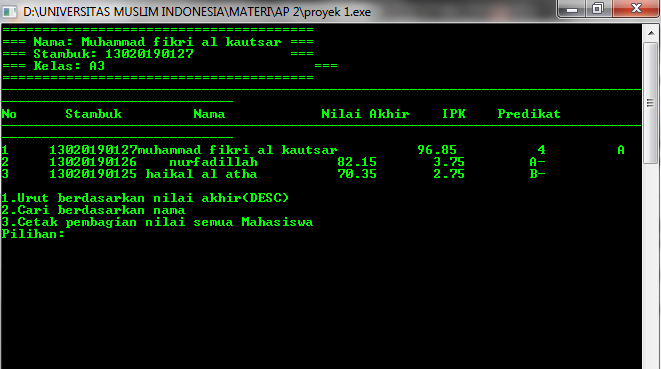 D:\UNIVERSITAS MUSLIM INDONESIA\MATERI\AP 2\proyek 1.exe
=======================================
=== Nama: Muhammad fikri al kautsar ===
=== Stambuk: 13020190127 ===
=== Kelas: A3 ===
=======================================
No Stambuk Nama Nilai Akhir IPK Predikat
1 13020190127muhammad fikri al kautsar 96.85 4 A
2 13020190126 nurfadillah 82.15 3.75 A-
3 13020190125 haikal al atha 70.35 2.75 B-
1.Urut berdasarkan nilai akhir(DESC)
2.Cari berdasarkan nama
3.Cetak pembagian nilai semua Mahasiswa
Pilihan: